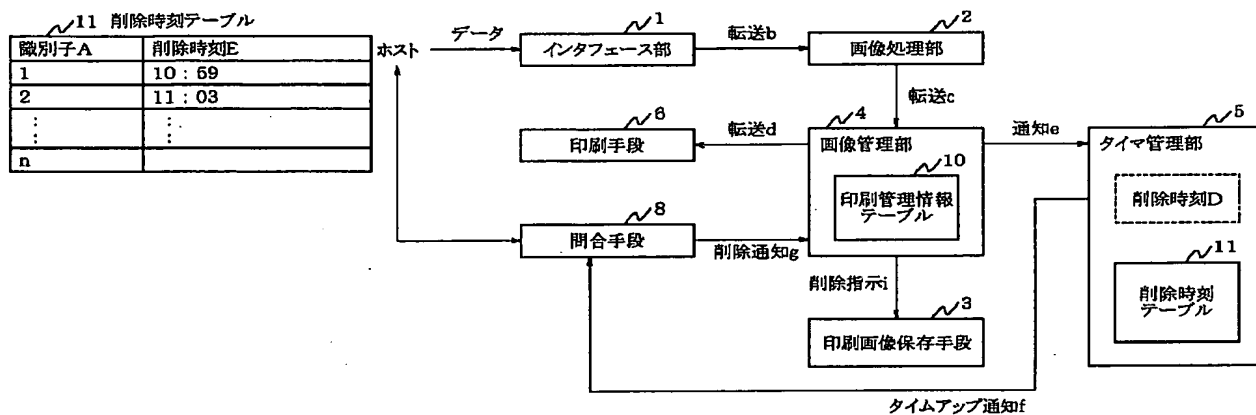 11 削除時刻テーブル
識別子A 削除時刻E
1 10:59
2 11:03
n
ホスト
データ
1
インタフェース部
転送b
2
画像処理部
転送c
6
印刷手段
転送d
4
画像管理部
10
印刷管理情報
テーブル
通知e
5
タイマ管理部
削除時刻D
11
削除時刻
テーブル
8
問合手段
削除通知g
削除指示i
3
印刷画像保存手段
タイムアップ通知f